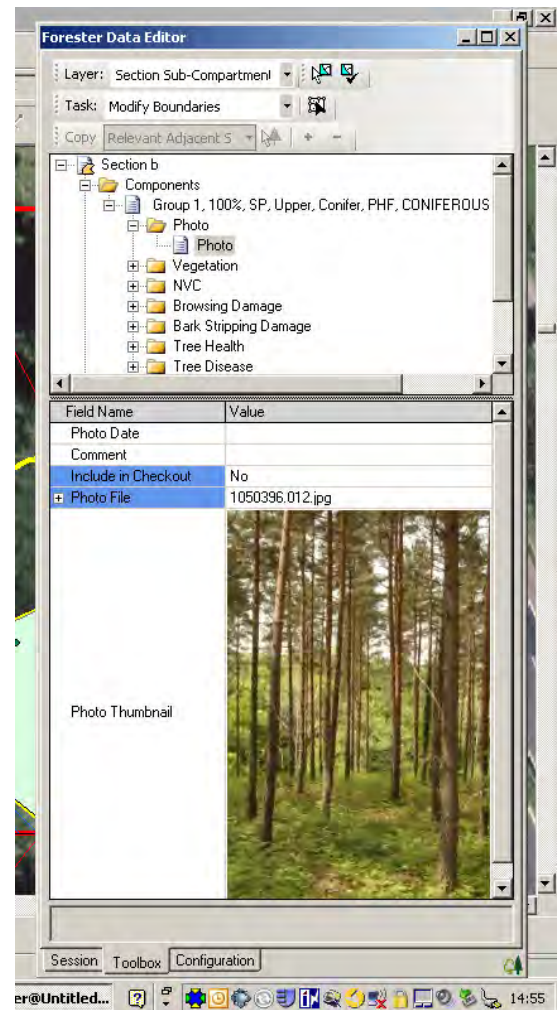 Forester Data Editor
Layer: Section Sub-Compartment
Task: Modify Boundaries
Copy Relevant Adjacent S
Section b
Components
Group 1, 100%, SP, Upper, Conifer, PHF, CONIFEROUS
Photo
Photo
Vegetation
NVC
Browsing Damage
Bark Stripping Damage
Tree Health
Tree Disease
Field Name Value
Photo Date
Comment
Include in Checkout No
Photo File 1050396.012.jpg
Photo Thumbnail
Session Toolbox Configuration
er@Untitled... 14:55